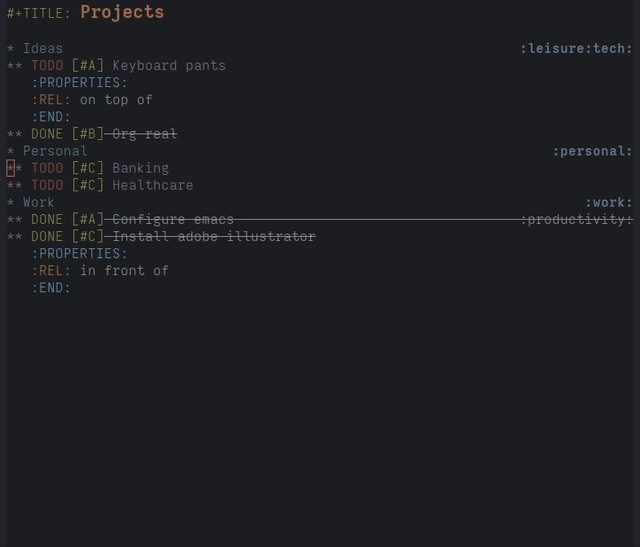 #+TITLE: Projects
* Ideas :leisure:tech:
** TODO [#A] Keyboard pants
:PROPERTIES:
:REL: on top of
:END:
** DONE [#B] Org real
* Personal :personal:
** TODO [#C] Banking
** TODO [#C] Healthcare
* Work :work:
** DONE [#A] Configure emacs :productivity:
** DONE [#C] Install adobe illustrator
:PROPERTIES:
:REL: in front of
:END: